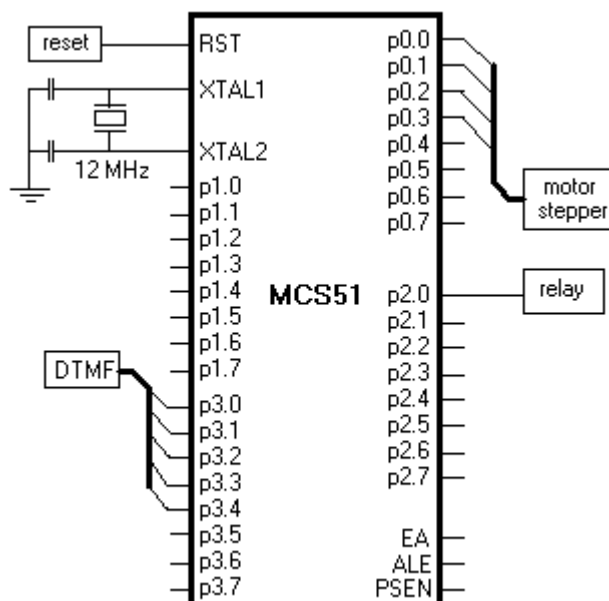 reset
RST
XTAL1
XTAL2
12 MHz
p1.0
p1.1
p1.2
p1.3
p1.4
p1.5
p1.6
p1.7
DTMF
p3.0
p3.1
p3.2
p3.3
p3.4
p3.5
p3.6
p3.7
MCS51
p0.0
p0.1
p0.2
p0.3
p0.4
p0.5
p0.6
p0.7
motor
stepper
p2.0
relay
p2.1
p2.2
p2.3
p2.4
p2.5
p2.6
p2.7
EA
ALE
PSEN